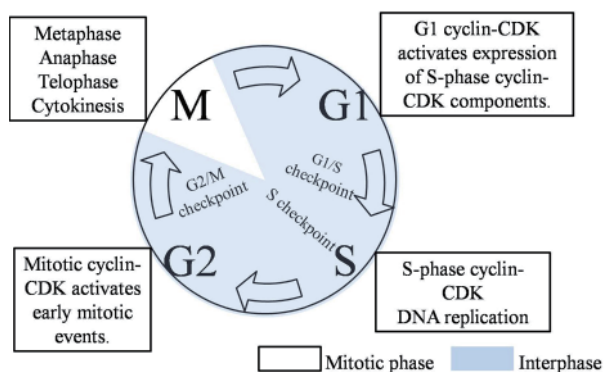 Metaphase
Anaphase
Telophase
Cytokinesis
G1 cyclin-CDK
activates expression
of S-phase cyclin-
CDK components.
M
G1
G1/S
checkpoint
G2/M
checkpoint
S checkpoint
G2
S
Mitotic cyclin-
CDK activates
early mitotic
events.
S-phase cyclin-
CDK
DNA replication
Mitotic phase
Interphase